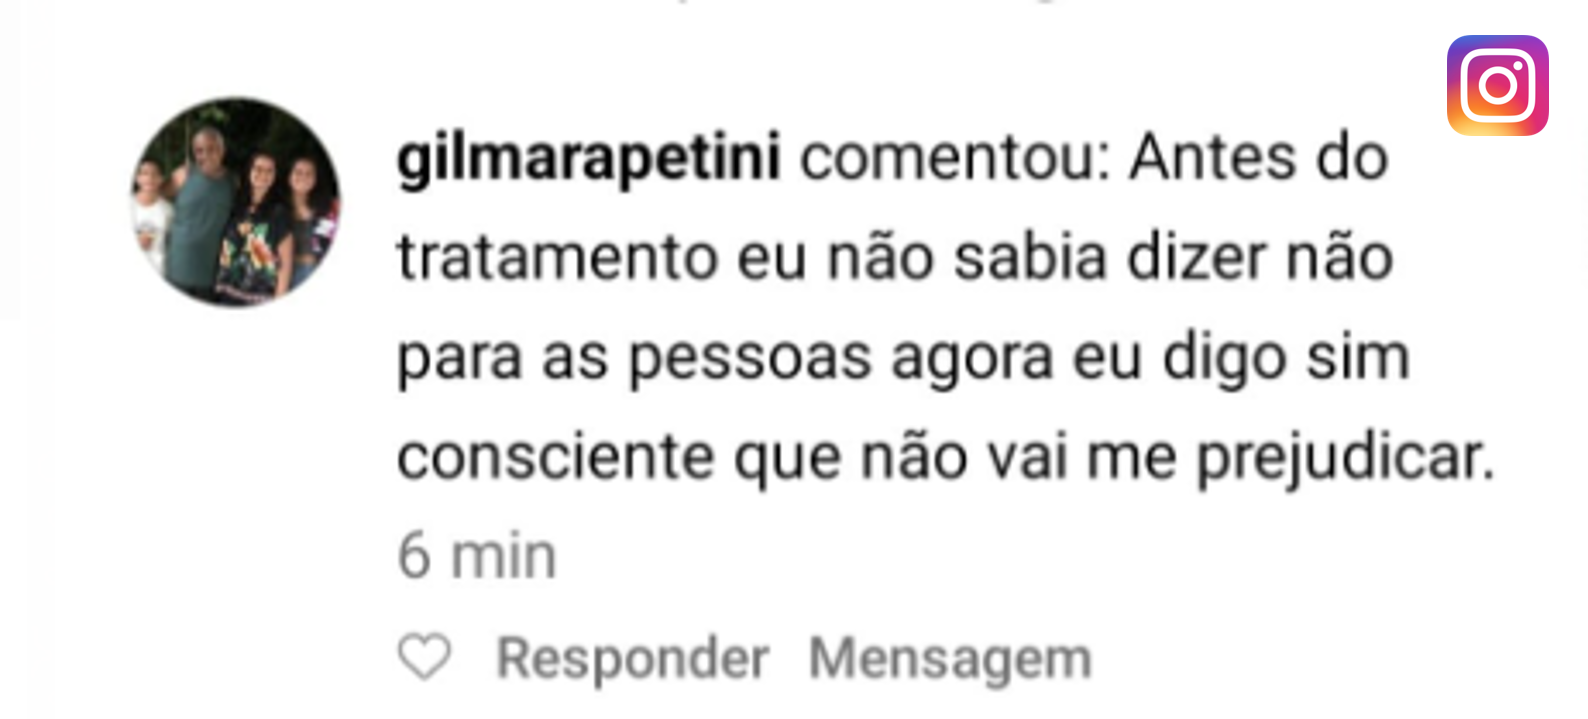 gilmarapetini comentou: Antes do
tratamento eu não sabia dizer não
para as pessoas agora eu digo sim
consciente que não vai me prejudicar.
6 min
Responder Mensagem